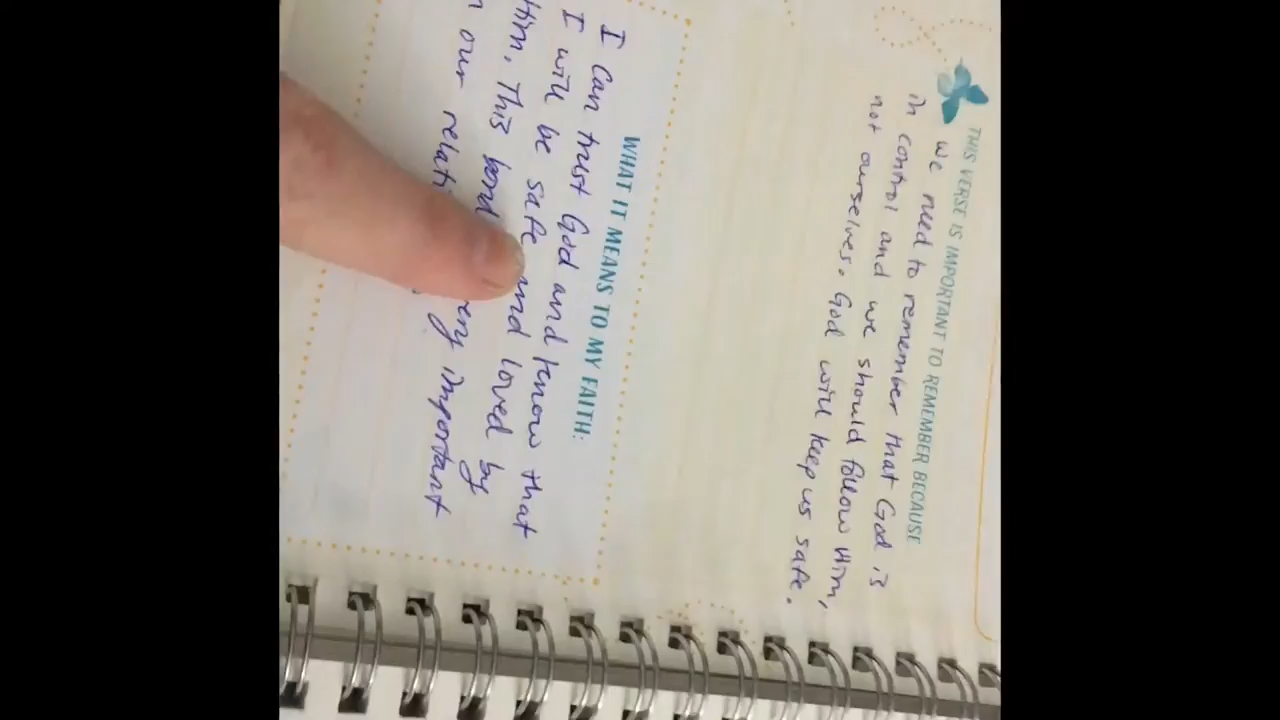 THIS VERSE IS IMPORTANT TO REMEMBER BECAUSE
we need to remember that God is
in control and we should follow Him,
not ourselves. God will keep us safe.
WHAT IT MEANS TO MY FAITH:
I can trust God and know that
I will be safe and loved by
Him. This bond very important
our